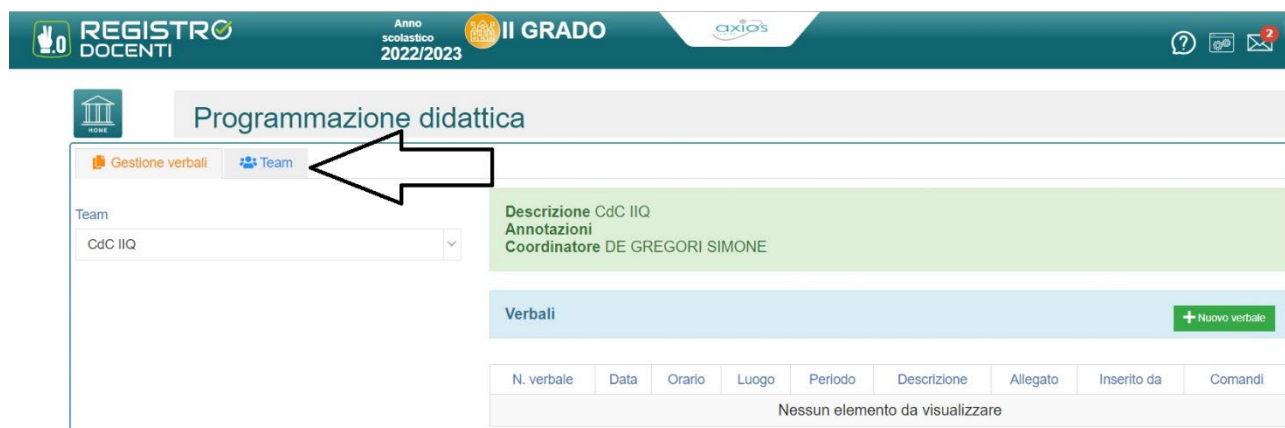 REGISTRO
DOCENTI
Anno
scolastico
2022/2023
II GRADO
axios
2
HOME
Programmazione didattica
Gestione verbali
Team
Team
CdC IIQ
Descrizione CdC IIQ
Annotazioni
Coordinatore DE GREGORI SIMONE
Verbali
+ Nuovo verbale
N. verbale Data Orario Luogo Periodo Descrizione Allegato Inserito da Comandi
Nessun elemento da visualizzare